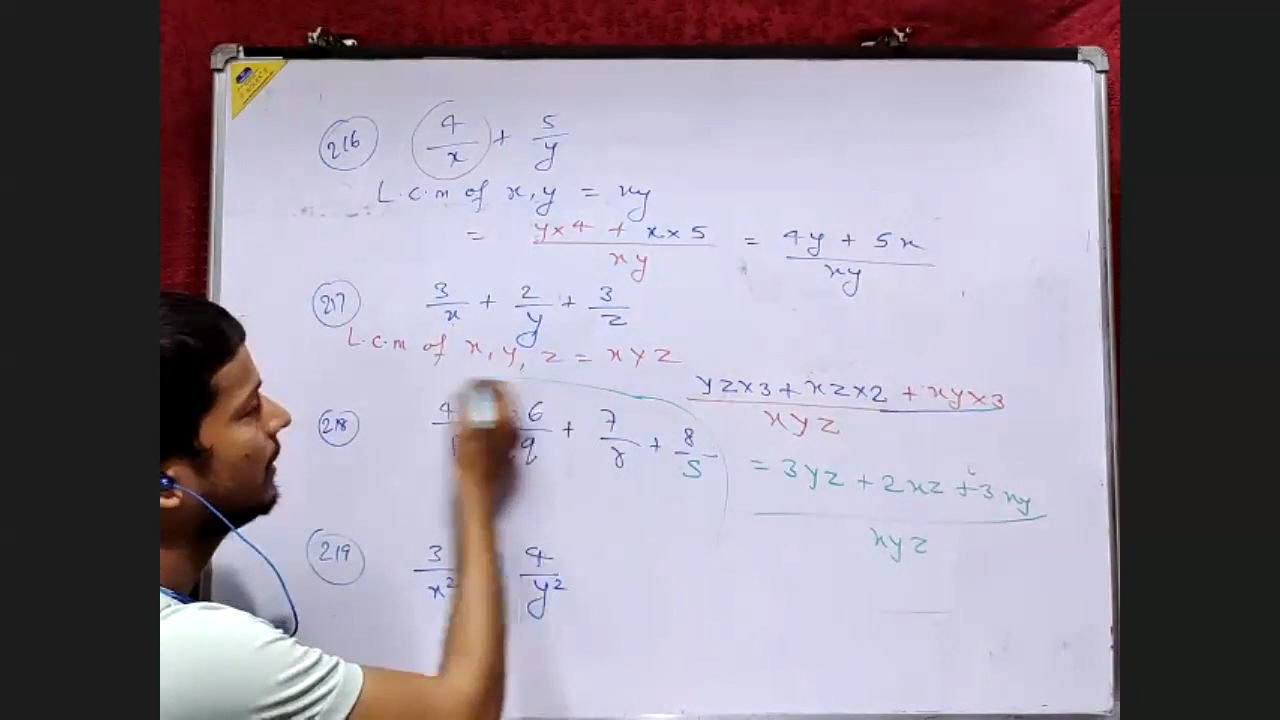 216 4/x + 5/y
L.c.m of x, y = xy
= y×4 + x×5 / xy = 4y + 5x / xy
217 3/x + 2/y + 3/z
L.c.m of x, y, z = xyz
yz×3 + xz×2 + xy×3 / xyz
= 3yz + 2xz + 3xy / xyz
218 4 6/q + 7/r + 8/s
219 3/x² 4/y²